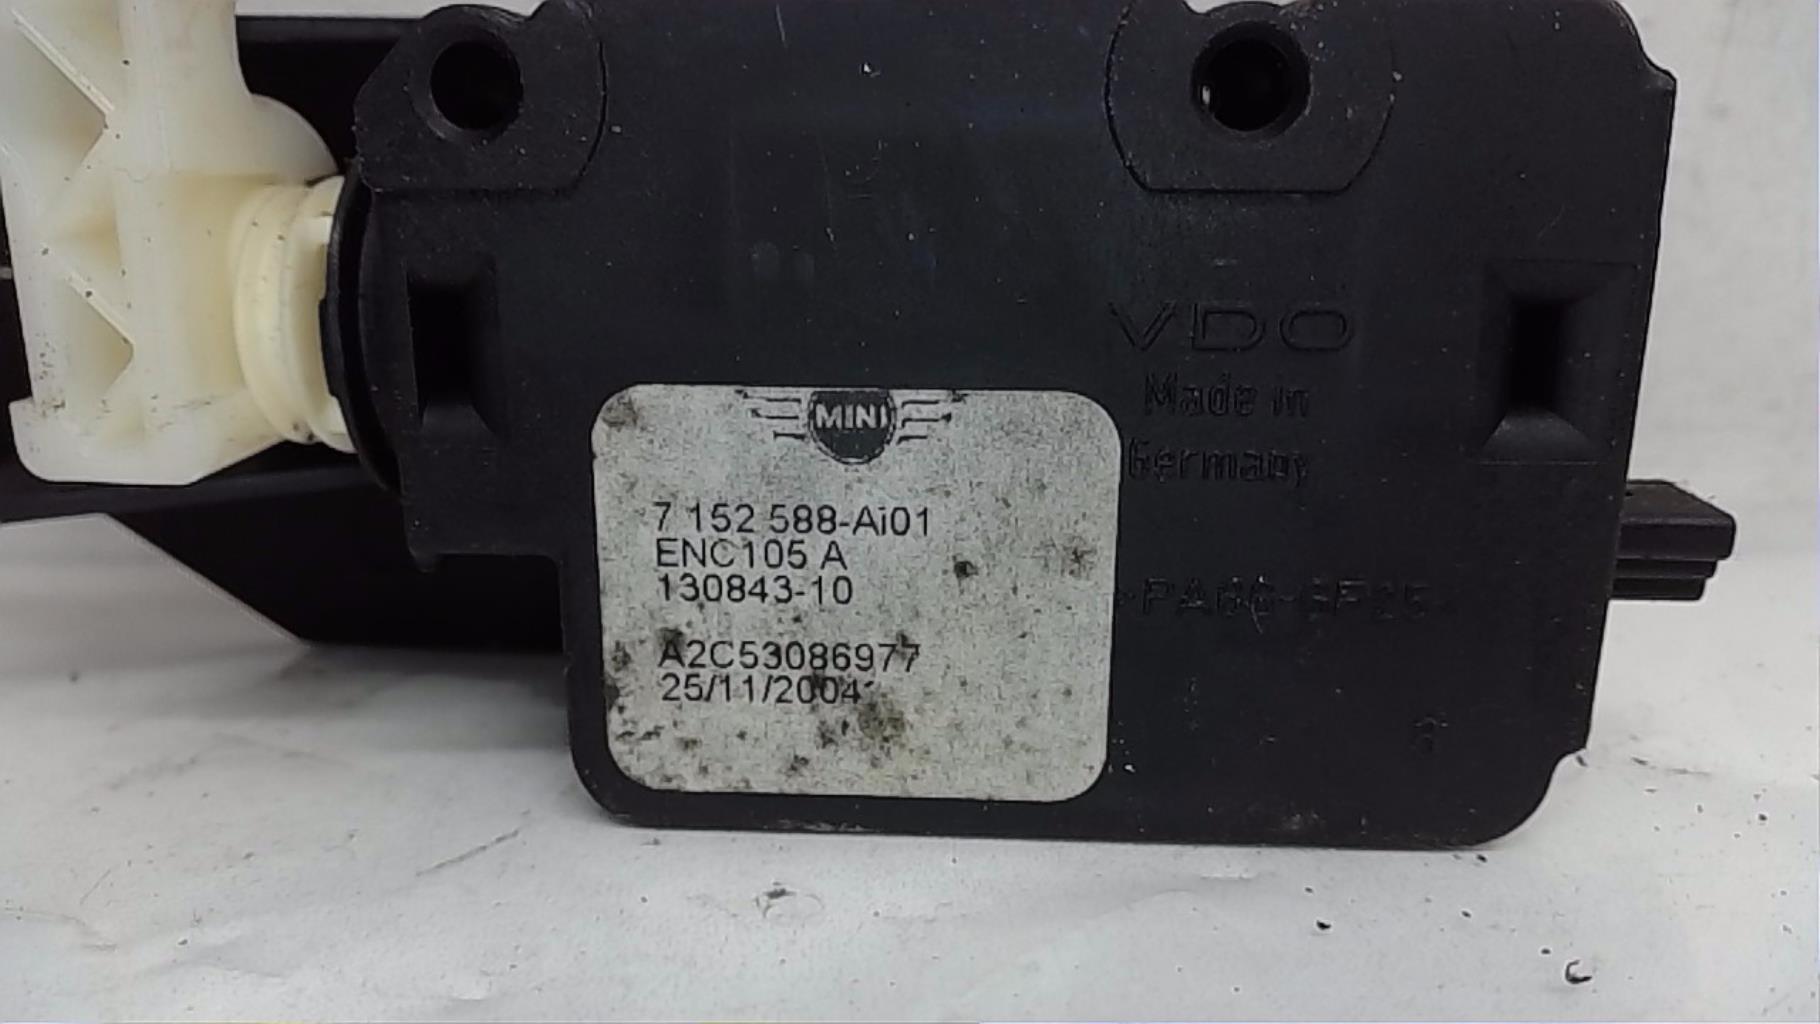 VDO
Made in
Germany
MINI
7 152 588-Ai01
ENC105 A
130843-10
A2C53086977
25/11/2004